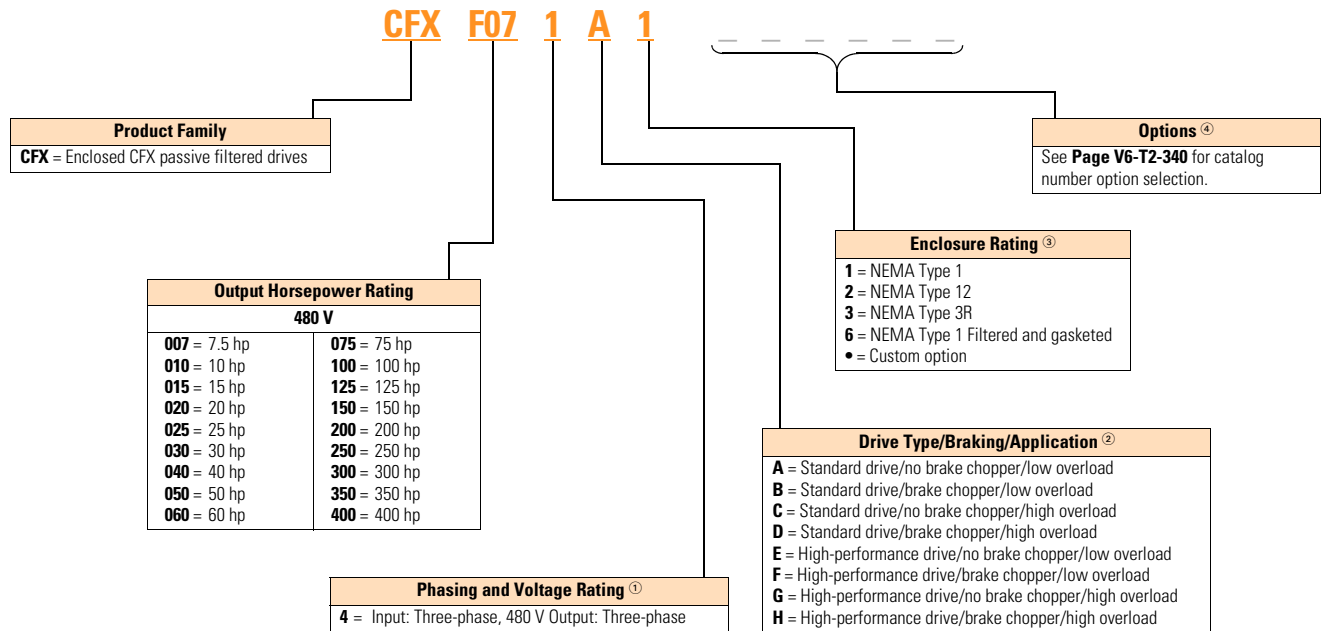 CFX F07 1 A 1 _ _ _ _ _ _
Product Family
CFX = Enclosed CFX passive filtered drives
Options ④
See Page V6-T2-340 for catalog
number option selection.
Enclosure Rating ③
1 = NEMA Type 1
2 = NEMA Type 12
3 = NEMA Type 3R
6 = NEMA Type 1 Filtered and gasketed
• = Custom option
Output Horsepower Rating
480 V
007 = 7.5 hp
010 = 10 hp
015 = 15 hp
020 = 20 hp
025 = 25 hp
030 = 30 hp
040 = 40 hp
050 = 50 hp
060 = 60 hp
075 = 75 hp
100 = 100 hp
125 = 125 hp
150 = 150 hp
200 = 200 hp
250 = 250 hp
300 = 300 hp
350 = 350 hp
400 = 400 hp
Drive Type/Braking/Application ②
A = Standard drive/no brake chopper/low overload
B = Standard drive/brake chopper/low overload
C = Standard drive/no brake chopper/high overload
D = Standard drive/brake chopper/high overload
E = High-performance drive/no brake chopper/low overload
F = High-performance drive/brake chopper/low overload
G = High-performance drive/no brake chopper/high overload
H = High-performance drive/brake chopper/high overload
Phasing and Voltage Rating ①
4 = Input: Three-phase, 480 V Output: Three-phase